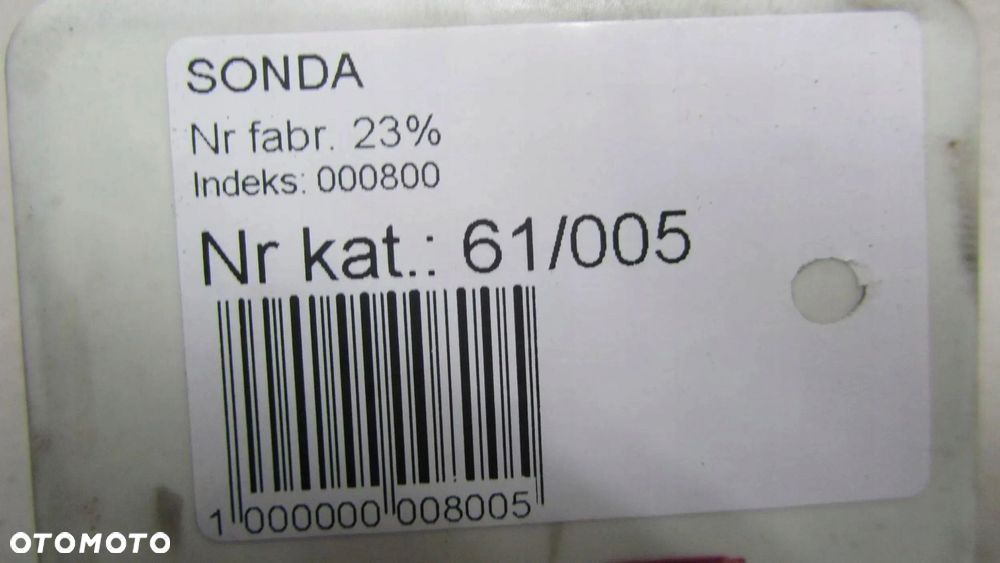 SONDA
Nr fabr. 23%
Indeks: 000800
Nr kat.: 61/005
1 000000 008005
OTOMOTO